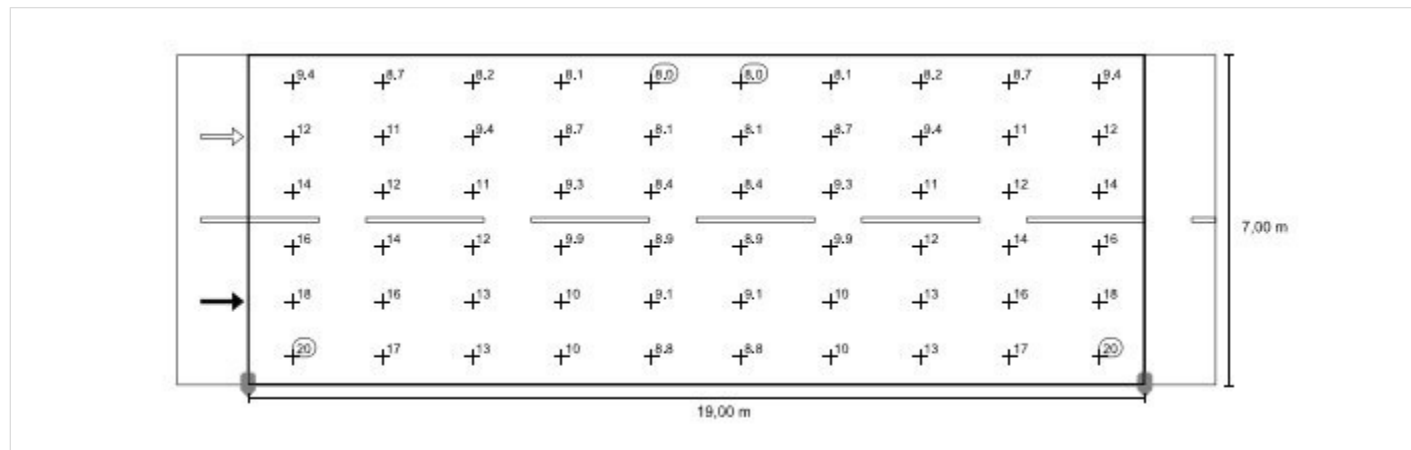 9.4 8.7 8.2 8.1 8.0 8.0 8.1 8.2 8.7 9.4
12 11 9.4 8.7 8.1 8.1 8.7 9.4 11 12
14 12 11 9.3 8.4 8.4 9.3 11 12 14
16 14 12 9.9 8.9 8.9 9.9 12 14 16
7,00 m
18 16 13 10 9.1 9.1 10 13 16 18
20 17 13 10 8.8 8.8 10 13 17 20
19,00 m